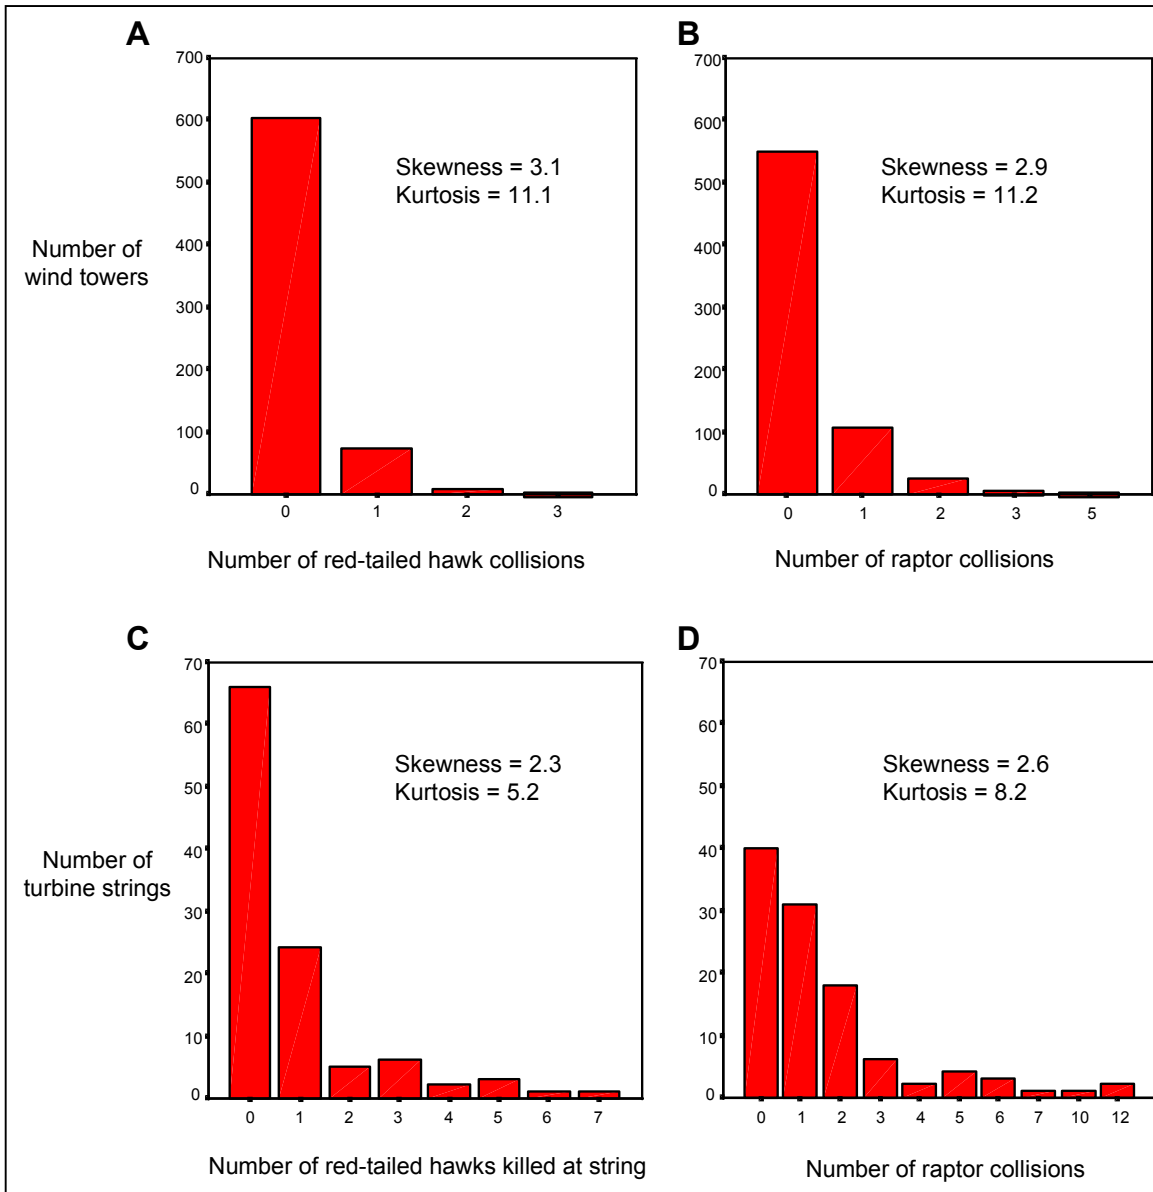 A
700
600
500
400
300
200
100
0
Skewness = 3.1
Kurtosis = 11.1
Number of
wind towers
0 1 2 3
Number of red-tailed hawk collisions
B
700
600
500
400
300
200
100
0
Skewness = 2.9
Kurtosis = 11.2
0 1 2 3 5
Number of raptor collisions
C
70
60
50
40
30
20
10
0
Skewness = 2.3
Kurtosis = 5.2
Number of
turbine strings
0 1 2 3 4 5 6 7
Number of red-tailed hawks killed at string
D
70
60
50
40
30
20
10
0
Skewness = 2.6
Kurtosis = 8.2
0 1 2 3 4 5 6 7 10 12
Number of raptor collisions